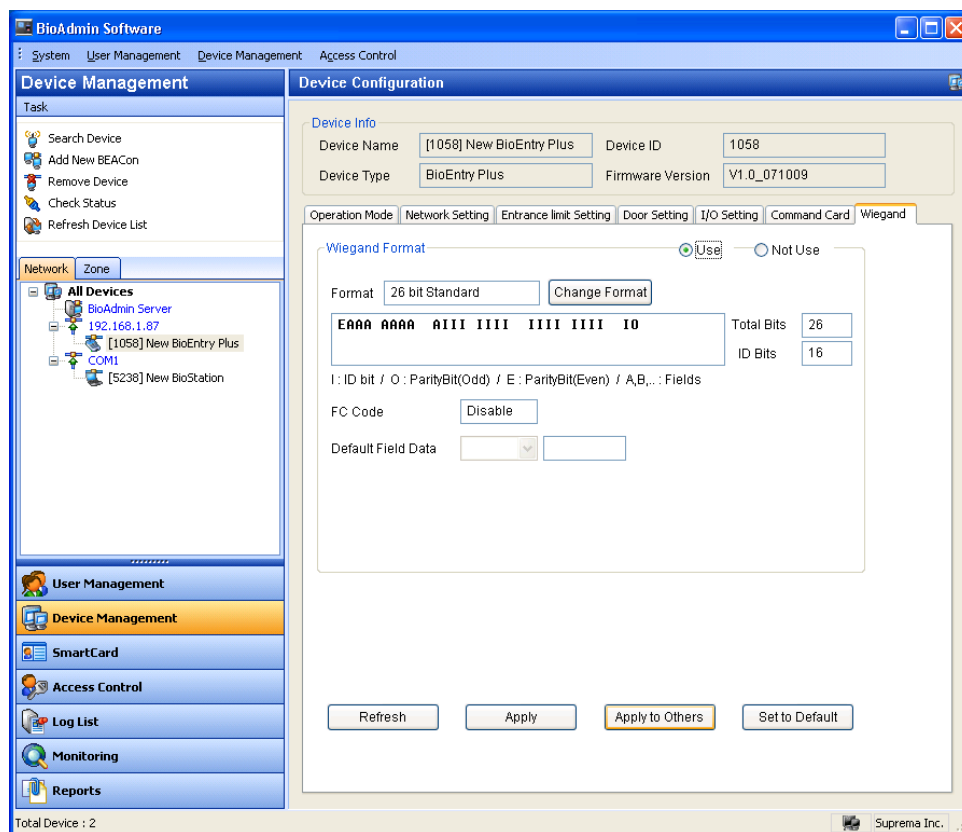 BioAdmin Software
System User Management Device Management Access Control
Device Management
Task
Search Device
Add New BEACon
Remove Device
Check Status
Refresh Device List
Network Zone
All Devices
BioAdmin Server
192.168.1.87
[1058] New BioEntry Plus
COM1
[5238] New BioStation
User Management
Device Management
SmartCard
Access Control
Log List
Monitoring
Reports
Device Configuration
Device Info
Device Name [1058] New BioEntry Plus Device ID 1058
Device Type BioEntry Plus Firmware Version V1.0_071009
Operation Mode Network Setting Entrance limit Setting Door Setting I/O Setting Command Card Wiegand
Wiegand Format Use Not Use
Format 26 bit Standard Change Format
EAAA AAAA AIII IIII IIII IIII IO Total Bits 26
ID Bits 16
I : ID bit / O : ParityBit(Odd) / E : ParityBit(Even) / A,B,.. : Fields
FC Code Disable
Default Field Data
Refresh Apply Apply to Others Set to Default
Total Device : 2 Suprema Inc.